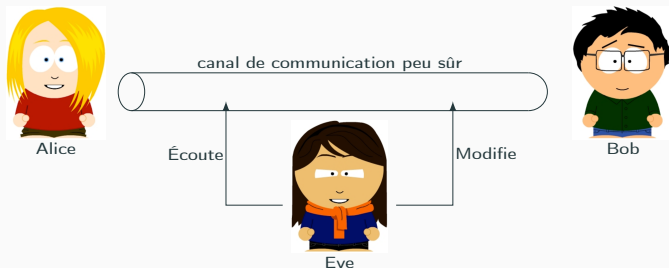 canal de communication peu sûr
Alice
Écoute
Modifie
Bob
Eve